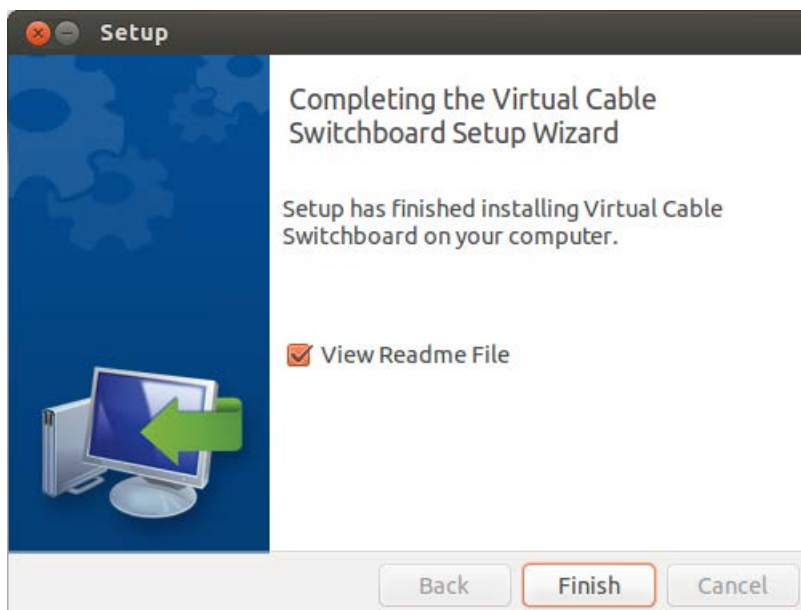 Setup
Completing the Virtual Cable
Switchboard Setup Wizard
Setup has finished installing Virtual Cable
Switchboard on your computer.
View Readme File
Back
Finish
Cancel